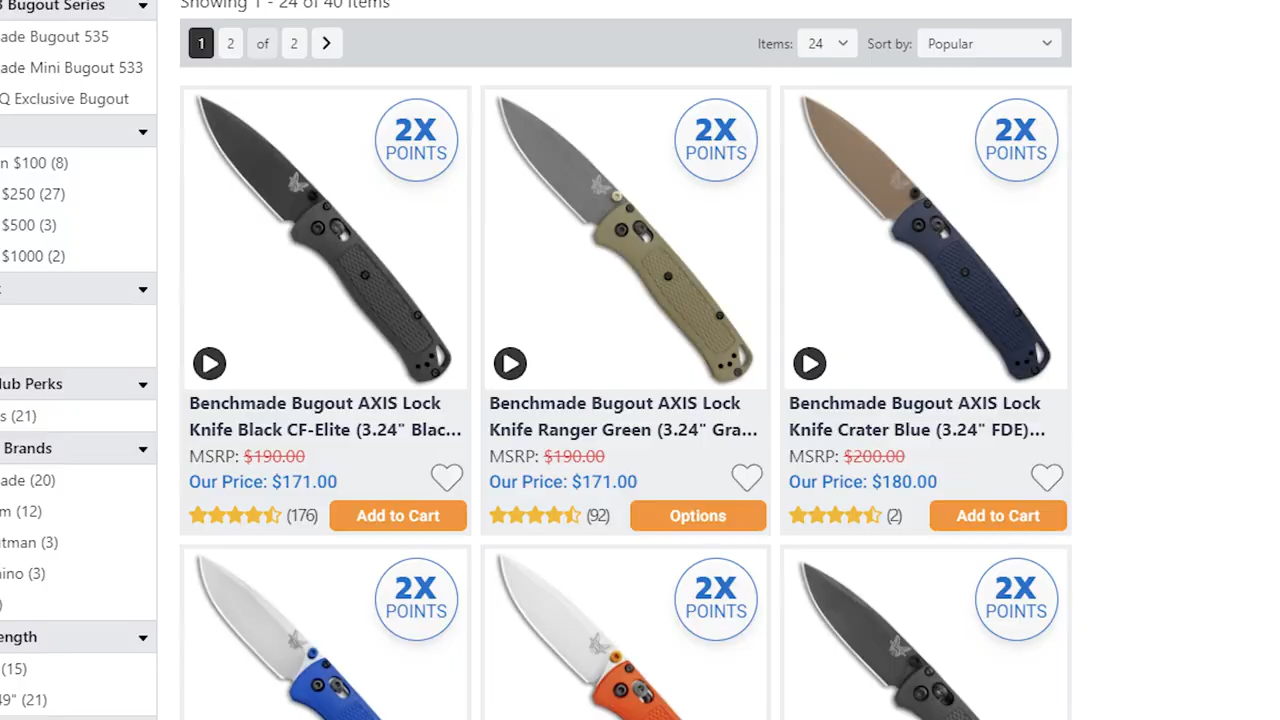 3 Bugout Series
ade Bugout 535
ade Mini Bugout 533
Q Exclusive Bugout
n $100 (8)
$250 (27)
$500 (3)
$1000 (2)
lub Perks
s (21)
Brands
ade (20)
m (12)
utman (3)
ino (3)
)
ength
(15)
49" (21)
Showing 1 - 24 of 40 Items
1 2 of 2
Items: 24 Sort by: Popular
2X
POINTS
Benchmade Bugout AXIS Lock
Knife Black CF-Elite (3.24" Blac...
MSRP: $190.00
Our Price: $171.00
(176) Add to Cart
2X
POINTS
Benchmade Bugout AXIS Lock
Knife Ranger Green (3.24" Gra...
MSRP: $190.00
Our Price: $171.00
(92) Options
2X
POINTS
Benchmade Bugout AXIS Lock
Knife Crater Blue (3.24" FDE)...
MSRP: $200.00
Our Price: $180.00
(2) Add to Cart
2X
POINTS
2X
POINTS
2X
POINTS